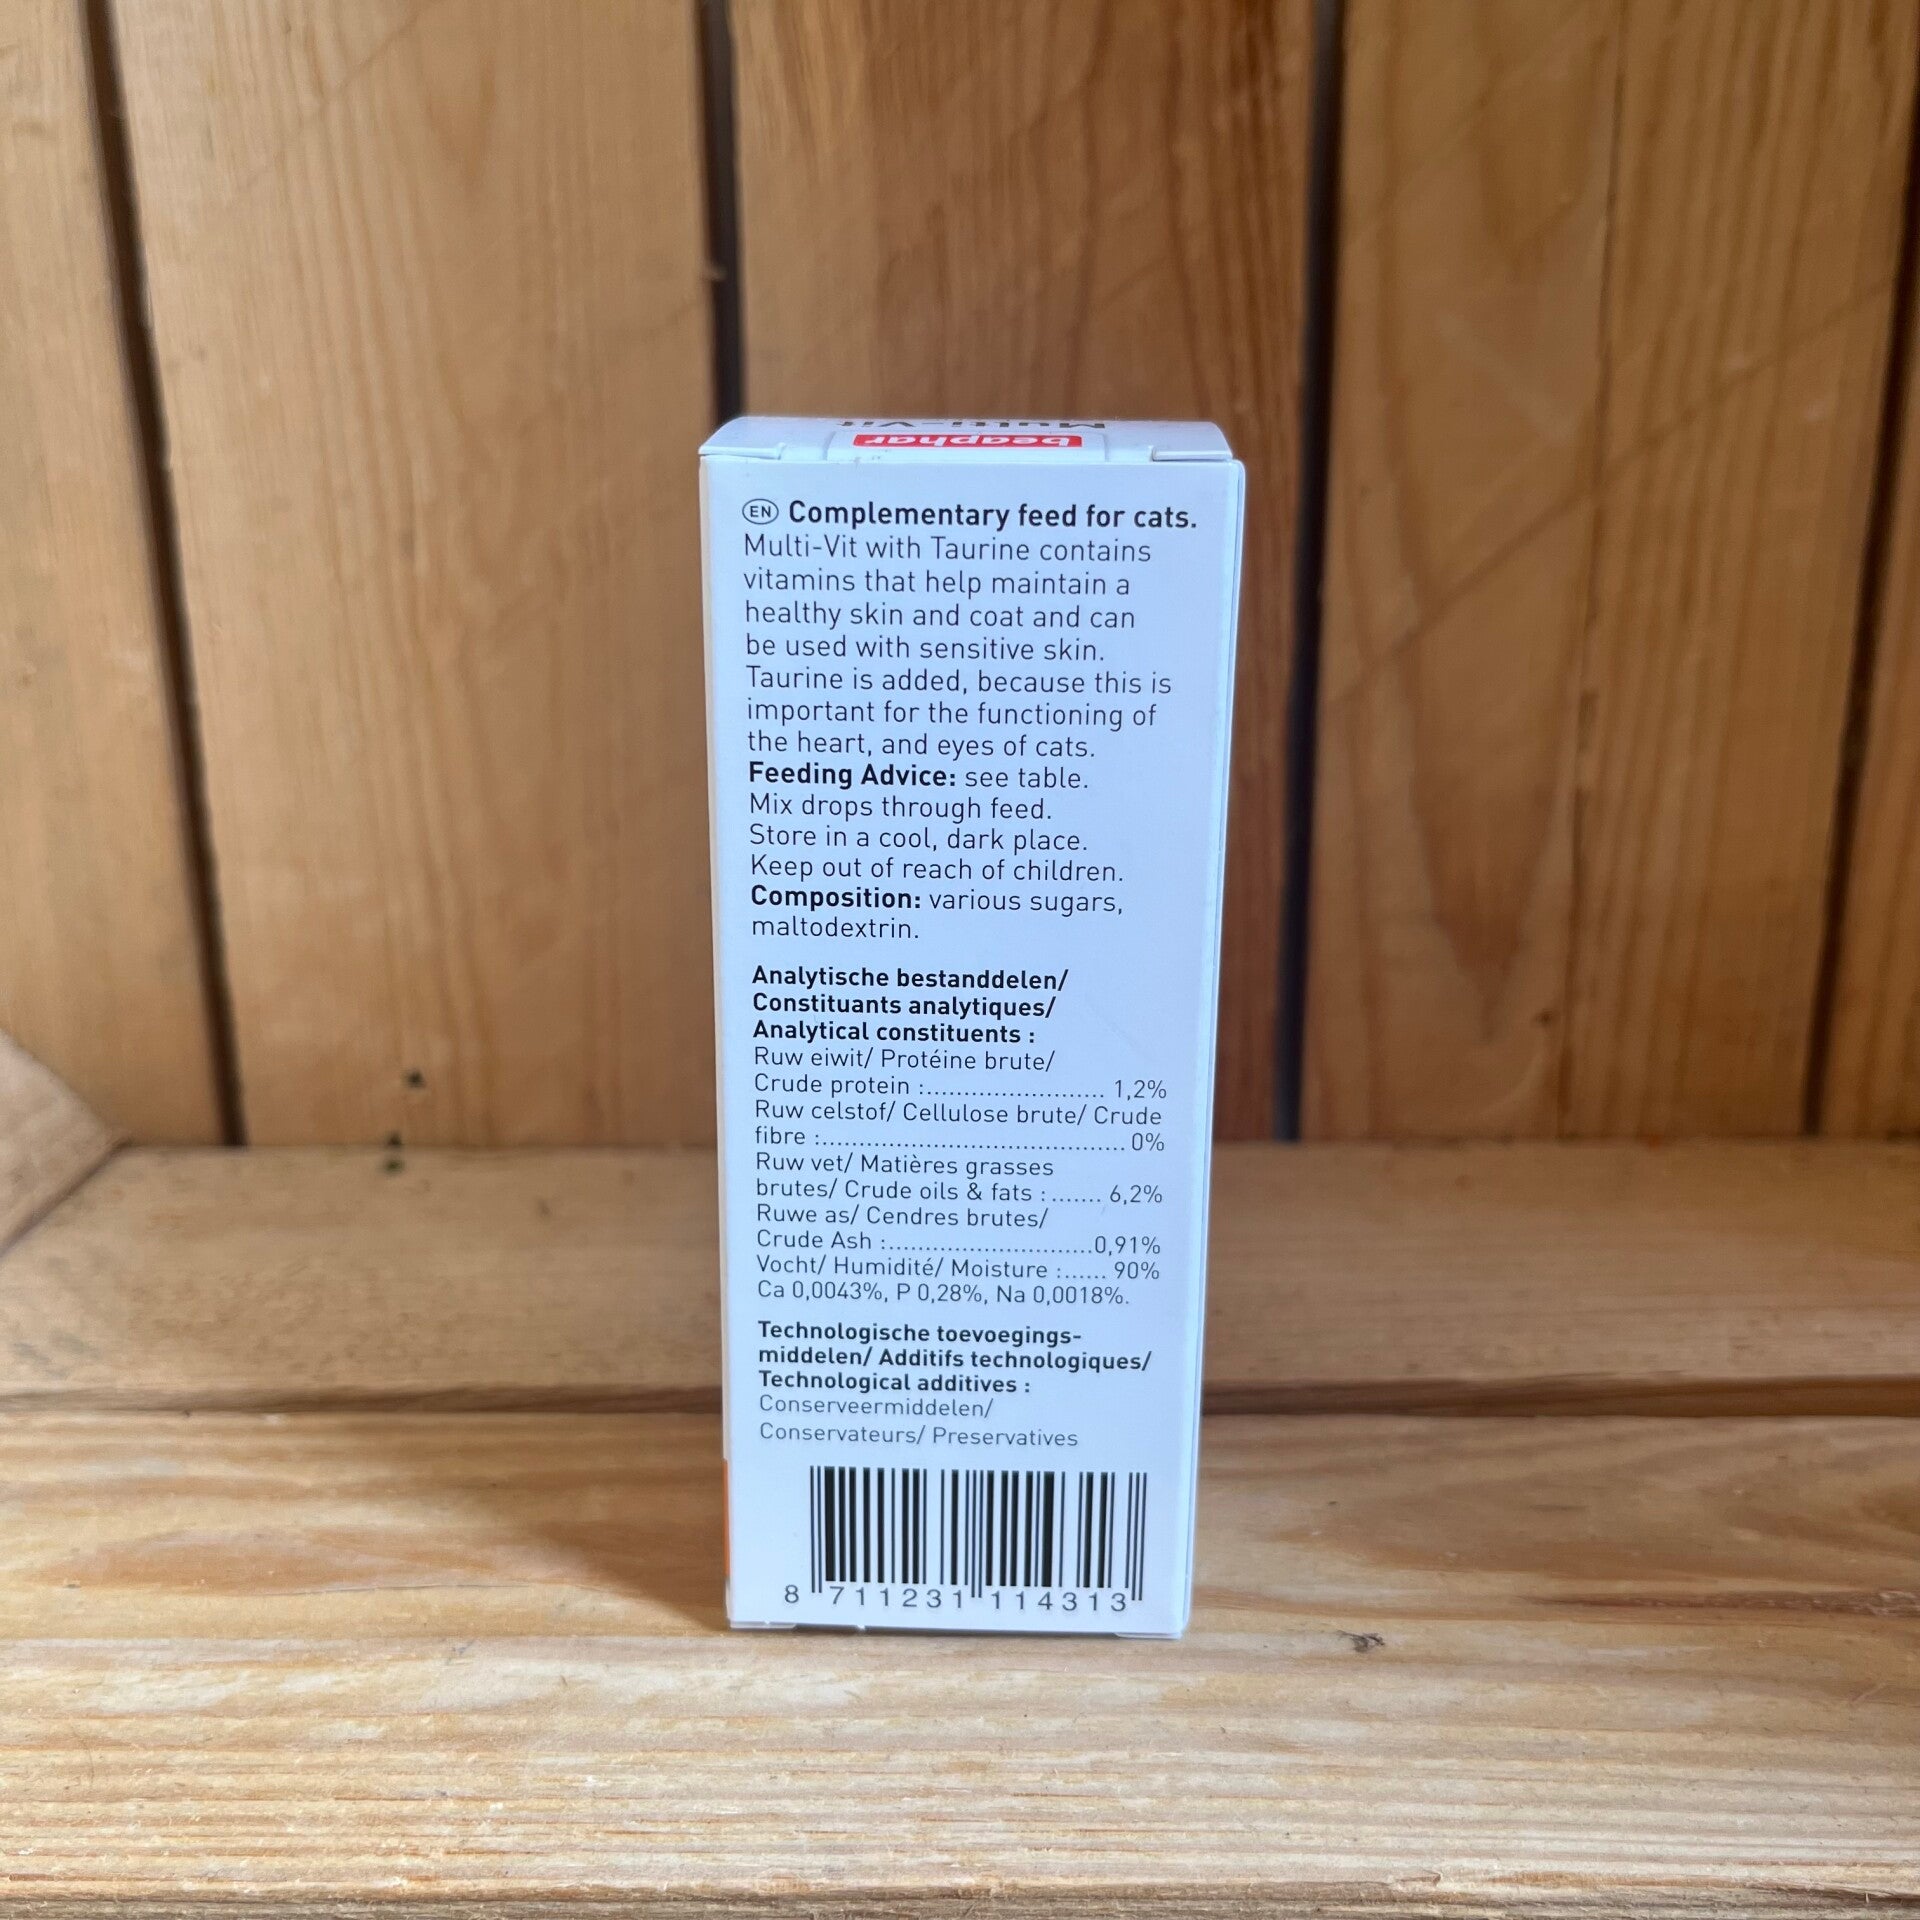 Multi-Vit
beaphar
EN Complementary feed for cats.
Multi-Vit with Taurine contains
vitamins that help maintain a
healthy skin and coat and can
be used with sensitive skin.
Taurine is added, because this is
important for the functioning of
the heart, and eyes of cats.
Feeding Advice: see table.
Mix drops through feed.
Store in a cool, dark place.
Keep out of reach of children.
Composition: various sugars,
maltodextrin.
Analytische bestanddelen/
Constituants analytiques/
Analytical constituents :
Ruw eiwit/ Protéine brute/
Crude protein :......................... 1,2%
Ruw celstof/ Cellulose brute/ Crude
fibre :......................................... 0%
Ruw vet/ Matières grasses
brutes/ Crude oils & fats :....... 6,2%
Ruwe as/ Cendres brutes/
Crude Ash :............................0,91%
Vocht/ Humidité/ Moisture :...... 90%
Ca 0,0043%, P 0,28%, Na 0,0018%.
Technologische toevoegings-
middelen/ Additifs technologiques/
Technological additives :
Conserveermiddelen/
Conservateurs/ Preservatives
8 711231 114313